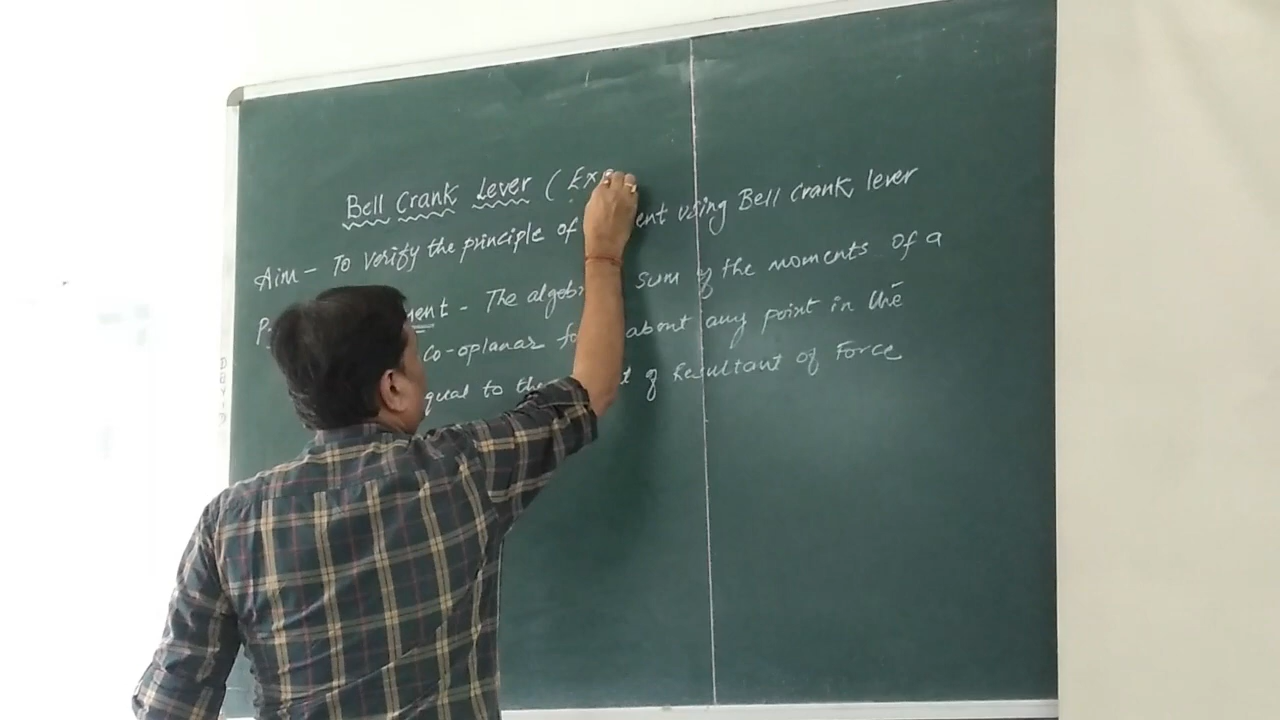 Bell Crank Lever ( Exp
Aim - To verify the principle of ent using Bell crank lever
P ment - The algeb sum of the moments of a
Co-oplanar fo about any point in the
qual to the t of Resultant of Force